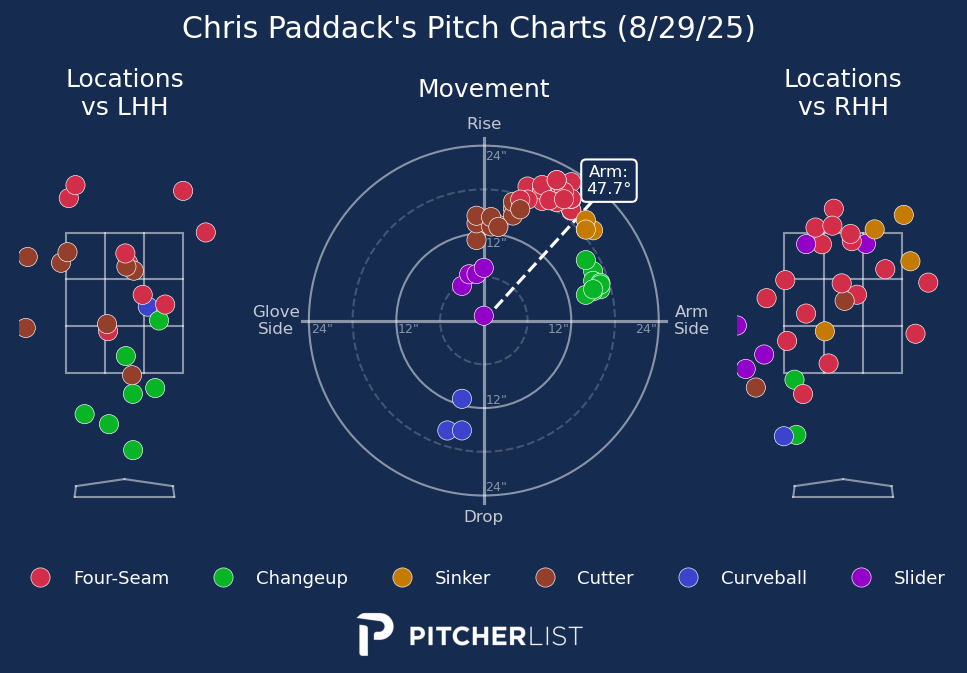 Chris Paddack's Pitch Charts (8/29/25)
Locations
vs LHH
Movement
Locations
vs RHH
Rise
24"
Arm:
47.7°
12"
Glove
Side
24"
12"
12"
24"
Arm
Side
12"
24"
Drop
Four-Seam
Changeup
Sinker
Cutter
Curveball
Slider
PITCHERLIST